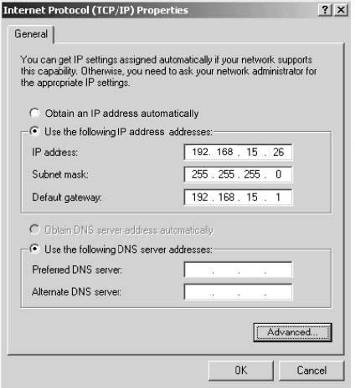 Internet Protocol (TCP/IP) Properties
General
You can get IP settings assigned automatically if your network supports
this capability. Otherwise, you need to ask your network administrator for
the appropriate IP settings.
Obtain an IP address automatically
Use the following IP address addresses:
IP address:
192. 168 . 15 . 26
Subnet mask:
255 . 255 . 255 . 0
Default gateway:
192 . 168 . 15 . 1
Obtain DNS server address automatically
Use the following DNS server addresses:
Preferred DNS server:
. . .
Alternate DNS server:
. . .
Advanced...
OK
Cancel